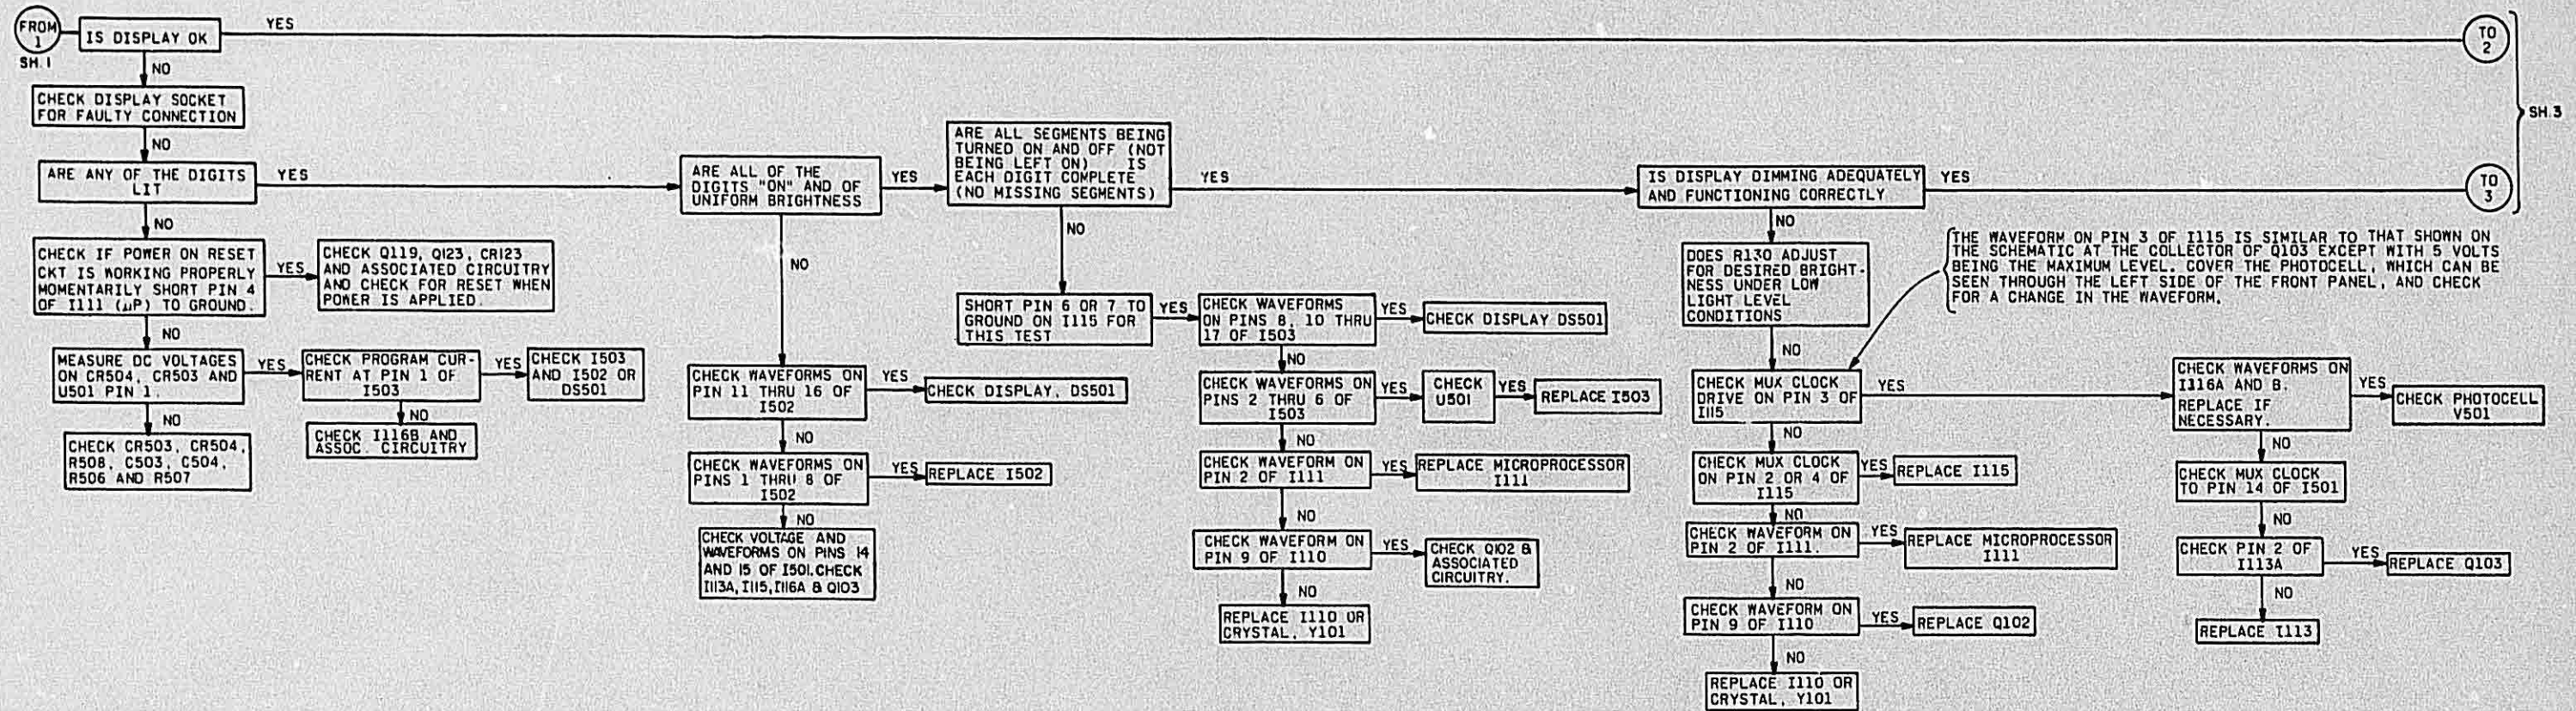 FROM
1
SH.1
IS DISPLAY OK
YES
TO
2
NO
CHECK DISPLAY SOCKET
FOR FAULTY CONNECTION
NO
ARE ANY OF THE DIGITS
LIT
YES
ARE ALL OF THE
DIGITS "ON" AND OF
UNIFORM BRIGHTNESS
YES
ARE ALL SEGMENTS BEING
TURNED ON AND OFF (NOT
BEING LEFT ON) IS
EACH DIGIT COMPLETE
(NO MISSING SEGMENTS)
YES
IS DISPLAY DIMMING ADEQUATELY
AND FUNCTIONING CORRECTLY
YES
TO
3
SH.3
NO
CHECK IF POWER ON RESET
CKT IS WORKING PROPERLY
MOMENTARILY SHORT PIN 4
OF I111 (µP) TO GROUND.
YES
CHECK Q119, Q123, CR123
AND ASSOCIATED CIRCUITRY
AND CHECK FOR RESET WHEN
POWER IS APPLIED.
NO
MEASURE DC VOLTAGES
ON CR504, CR503 AND
U501 PIN 1.
YES
CHECK PROGRAM CUR-
RENT AT PIN 1 OF
I503
YES
CHECK I503
AND I502 OR
DS501
NO
CHECK CR503, CR504,
R508, C503, C504,
R506 AND R507
NO
CHECK I116B AND
ASSOC. CIRCUITRY
NO
CHECK WAVEFORMS ON
PIN 11 THRU 16 OF
I502
YES
CHECK DISPLAY, DS501
NO
CHECK WAVEFORMS ON
PINS 1 THRU 8 OF
I502
YES
REPLACE I502
NO
CHECK VOLTAGE AND
WAVEFORMS ON PINS 14
AND 15 OF I501. CHECK
I113A, I115, I116A & Q103
NO
SHORT PIN 6 OR 7 TO
GROUND ON I115 FOR
THIS TEST
YES
CHECK WAVEFORMS
ON PINS 8, 10 THRU
17 OF I503
YES
CHECK DISPLAY DS501
NO
CHECK WAVEFORMS ON
PINS 2 THRU 6 OF
I503
YES
CHECK
U501
YES
REPLACE I503
NO
CHECK WAVEFORM ON
PIN 2 OF I111
YES
REPLACE MICROPROCESSOR
I111
NO
CHECK WAVEFORM ON
PIN 9 OF I110
YES
CHECK Q102 &
ASSOCIATED
CIRCUITRY.
NO
REPLACE I110 OR
CRYSTAL, Y101
NO
DOES R130 ADJUST
FOR DESIRED BRIGHT-
NESS UNDER LOW
LIGHT LEVEL
CONDITIONS
THE WAVEFORM ON PIN 3 OF I115 IS SIMILAR TO THAT SHOWN ON
THE SCHEMATIC AT THE COLLECTOR OF Q103 EXCEPT WITH 5 VOLTS
BEING THE MAXIMUM LEVEL. COVER THE PHOTOCELL, WHICH CAN BE
SEEN THROUGH THE LEFT SIDE OF THE FRONT PANEL, AND CHECK
FOR A CHANGE IN THE WAVEFORM.
NO
CHECK MUX CLOCK
DRIVE ON PIN 3 OF
I115
YES
CHECK WAVEFORMS ON
I116A AND B.
REPLACE IF
NECESSARY.
YES
CHECK PHOTOCELL
V501
NO
CHECK MUX CLOCK
ON PIN 2 OR 4 OF
I115
YES
REPLACE I115
NO
CHECK WAVEFORM ON
PIN 2 OF I111.
YES
REPLACE MICROPROCESSOR
I111
NO
CHECK WAVEFORM ON
PIN 9 OF I110
YES
REPLACE Q102
NO
REPLACE I110 OR
CRYSTAL, Y101
NO
CHECK MUX CLOCK
TO PIN 14 OF I501
NO
CHECK PIN 2 OF
I113A
YES
REPLACE Q103
NO
REPLACE I113